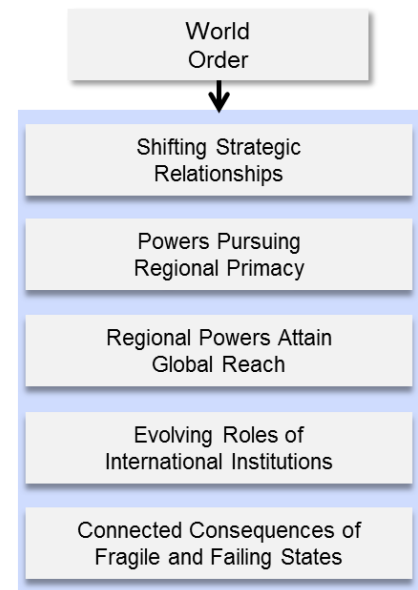 World
Order
Shifting Strategic
Relationships
Powers Pursuing
Regional Primacy
Regional Powers Attain
Global Reach
Evolving Roles of
International Institutions
Connected Consequences of
Fragile and Failing States